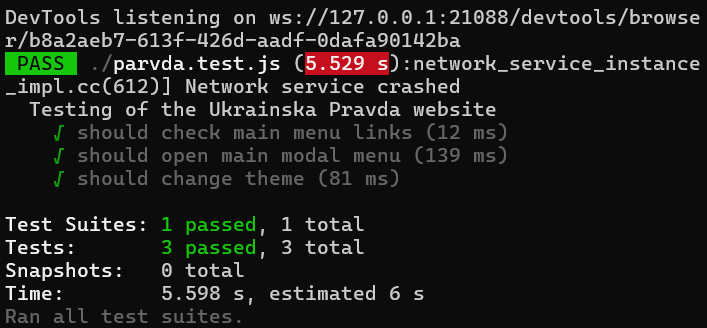 DevTools listening on ws://127.0.0.1:21088/devtools/browse
r/b8a2aeb7-613f-426d-aadf-0dafa90142ba
PASS ./parvda.test.js (5.529 s):network_service_instance
_impl.cc(612)] Network service crashed
Testing of the Ukrainska Pravda website
√ should check main menu links (12 ms)
√ should open main modal menu (139 ms)
√ should change theme (81 ms)
Test Suites: 1 passed, 1 total
Tests: 3 passed, 3 total
Snapshots: 0 total
Time: 5.598 s, estimated 6 s
Ran all test suites.